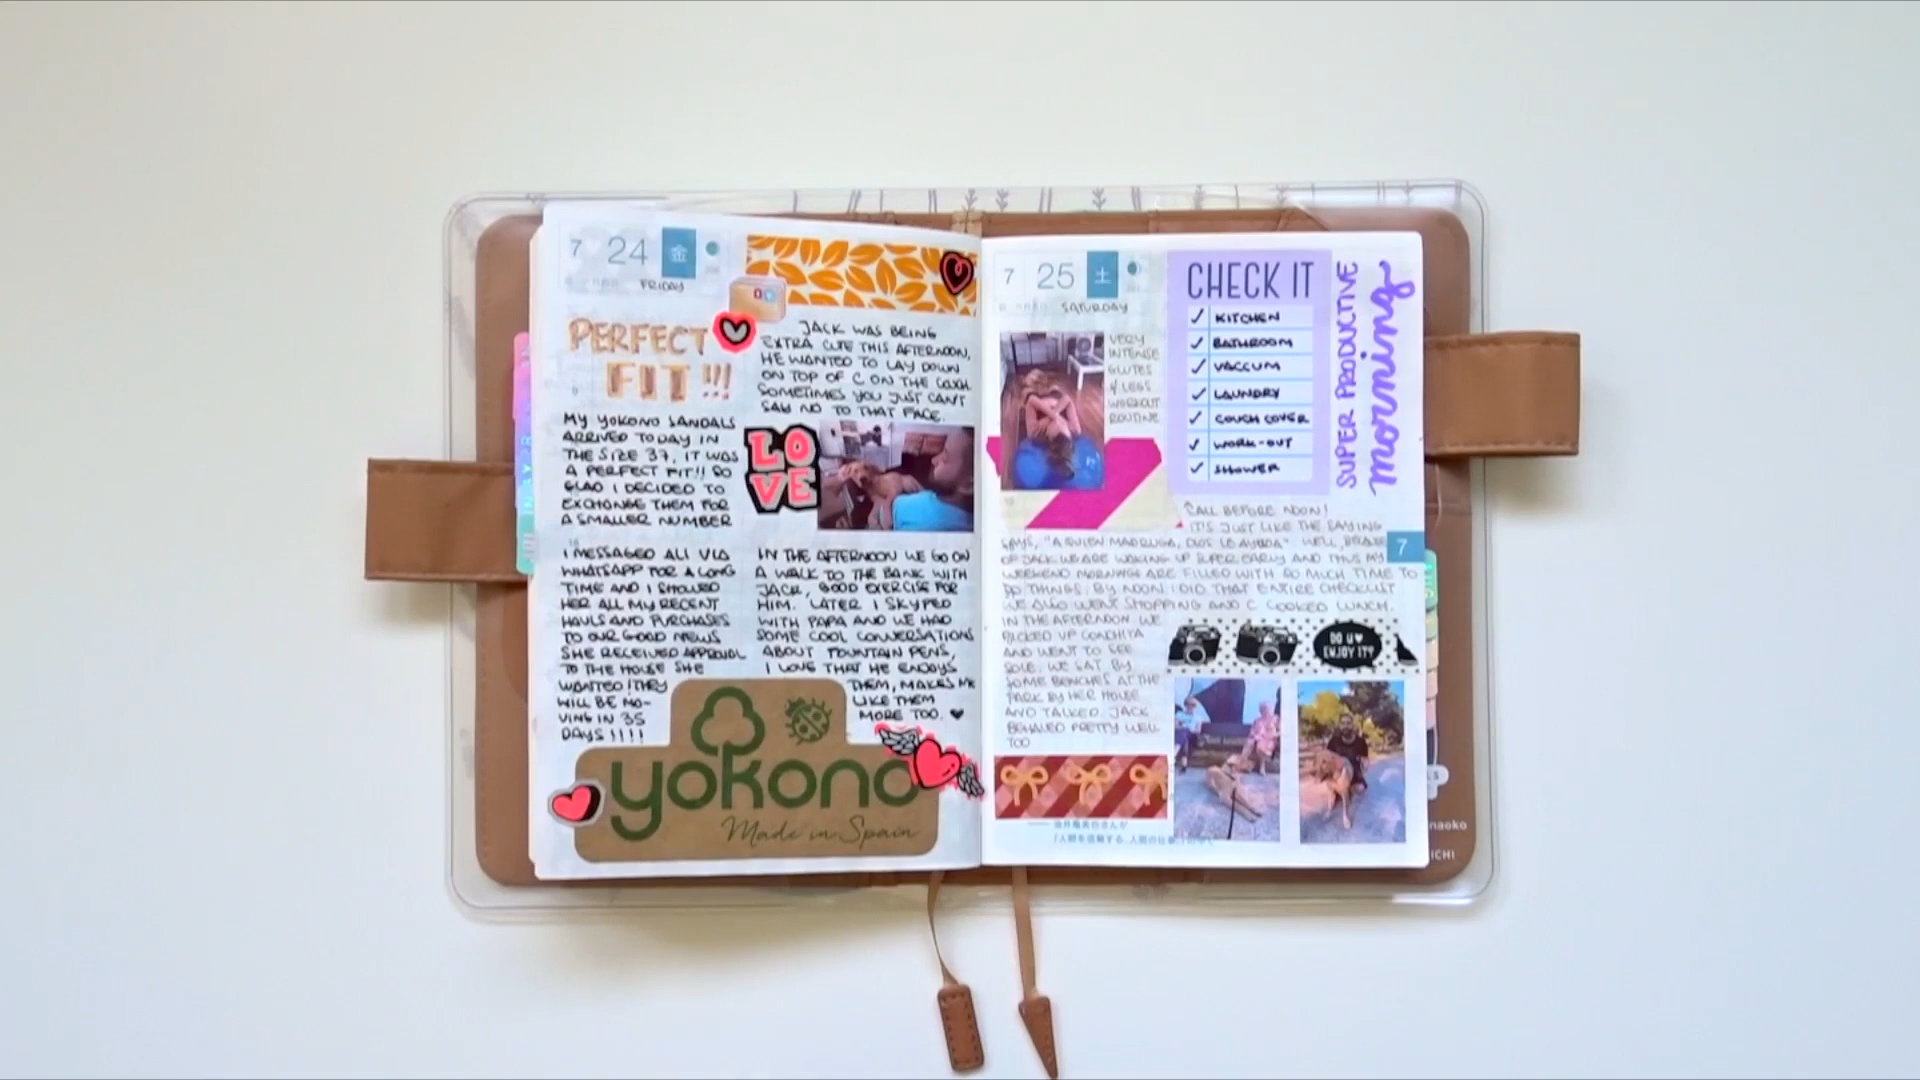 7 24 金
FRIDAY
PERFECT
FIT!!!
MY YOKONO SANDALS
ARRIVED TODAY IN
THE SIZE 37, IT WAS
A PERFECT FIT!! SO
GLAD I DECIDED TO
EXCHANGE THEM FOR
A SMALLER NUMBER
I MESSAGED ALI VIA
WHATSAPP FOR A LONG
TIME AND I SHOWED
HER ALL MY RECENT
HAULS AND PURCHASES
TO OUR GOOD NEWS
SHE RECEIVED APPROVAL
TO THE HOUSE SHE
WANTED! THEY
WILL BE MO-
VING IN 35
DAYS!!!!
JACK WAS BEING
EXTRA CUTE THIS AFTERNOON,
HE WANTED TO LAY DOWN
ON TOP OF C ON THE COUCH
SOMETIMES YOU JUST CAN'T
SAY NO TO THAT FACE.
LO
VE
IN THE AFTERNOON WE GO ON
A WALK TO THE BANK WITH
JACK, GOOD EXERCISE FOR
HIM. LATER I SKYPED
WITH PAPA AND WE HAD
SOME COOL CONVERSATIONS
ABOUT FOUNTAIN PENS,
I LOVE THAT HE ENJOYS
THEM, MAKES ME
LIKE THEM
MORE TOO. ♥
yokono
Made in Spain
7 25 土
SATURDAY
VERY
INTENSE
GLUTES
& LEGS
WORKOUT
ROUTINE
CHECK IT
✓ KITCHEN
✓ BATHROOM
✓ VACCUM
✓ LAUNDRY
✓ COUCH COVER
✓ WORK-OUT
✓ SHOWER
SUPER PRODUCTIVE
mornings
CALL BEFORE NOON!
IT'S JUST LIKE THE SAYING
SAYS, "A QUIEN MADRUGA, DIOS LO AYUDA" WELL, BECAUSE
OF JACK WE ARE WAKING UP SUPER EARLY AND THUS MY
WEEKEND MORNINGS ARE FILLED WITH SO MUCH TIME TO
DO THINGS, BY NOON I DID THAT ENTIRE CHECKLIST
WE ALSO WENT SHOPPING AND C COOKED LUNCH.
IN THE AFTERNOON WE
PICKED UP CONCHITA
AND WENT TO SEE
SOLE. WE SAT BY
SOME BENCHES AT THE
PARK BY HER HOUSE
AND TALKED. JACK
BEHAVED PRETTY WELL
TOO
7
DO U ♥
ENJOY IT?
naoko
ICHI